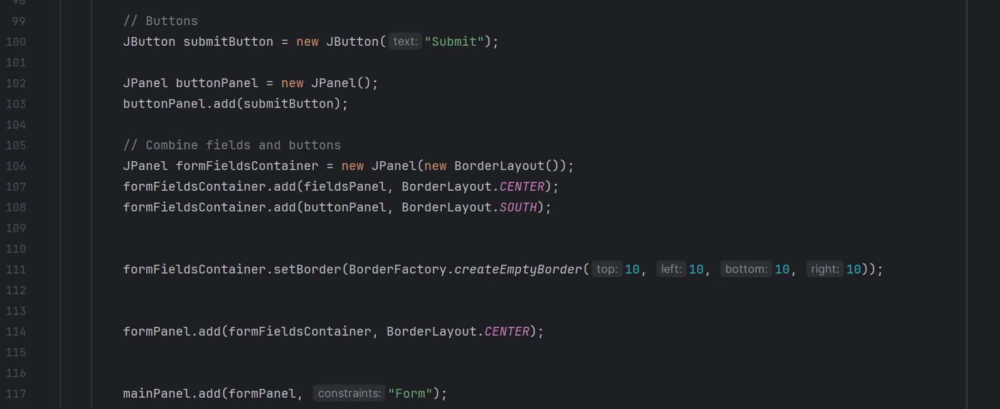 98
99 // Buttons
100 JButton submitButton = new JButton( text: "Submit");
101
102 JPanel buttonPanel = new JPanel();
103 buttonPanel.add(submitButton);
104
105 // Combine fields and buttons
106 JPanel formFieldsContainer = new JPanel(new BorderLayout());
107 formFieldsContainer.add(fieldsPanel, BorderLayout.CENTER);
108 formFieldsContainer.add(buttonPanel, BorderLayout.SOUTH);
109
110
111 formFieldsContainer.setBorder(BorderFactory.createEmptyBorder( top: 10, left: 10, bottom: 10, right: 10));
112
113
114 formPanel.add(formFieldsContainer, BorderLayout.CENTER);
115
116
117 mainPanel.add(formPanel, constraints: "Form");